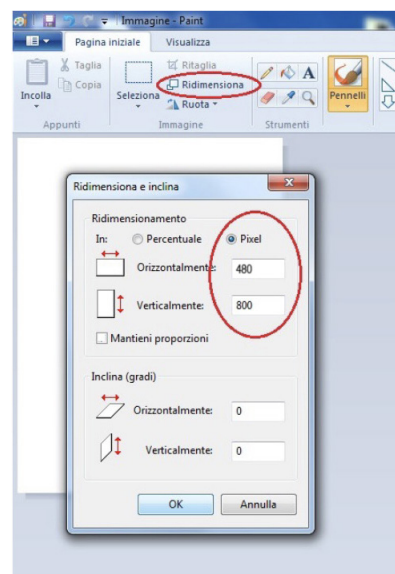 Immagine - Paint
Pagina iniziale Visualizza
Incolla
Taglia
Copia
Appunti
Seleziona
Ritaglia
Ridimensiona
Ruota
Immagine
A
Strumenti
Pennelli
Ridimensiona e inclina
Ridimensionamento
In: Percentuale Pixel
Orizzontalmente: 480
Verticalmente: 800
Mantieni proporzioni
Inclina (gradi)
Orizzontalmente: 0
Verticalmente: 0
OK Annulla